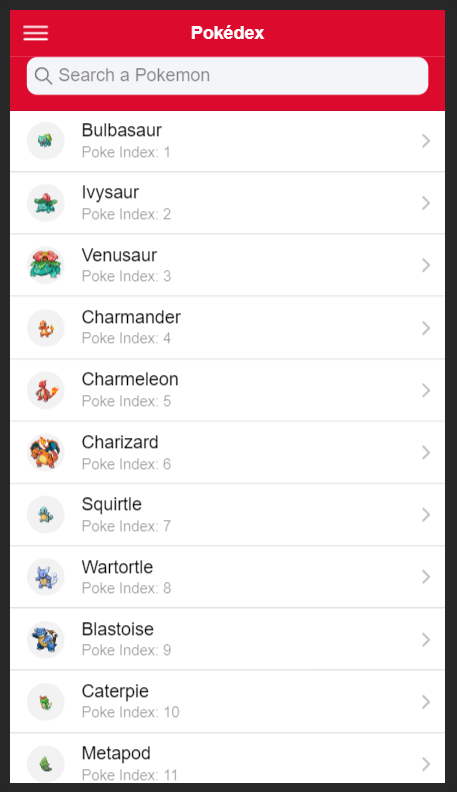 Pokédex
Search a Pokemon
Bulbasaur
Poke Index: 1
Ivysaur
Poke Index: 2
Venusaur
Poke Index: 3
Charmander
Poke Index: 4
Charmeleon
Poke Index: 5
Charizard
Poke Index: 6
Squirtle
Poke Index: 7
Wartortle
Poke Index: 8
Blastoise
Poke Index: 9
Caterpie
Poke Index: 10
Metapod
Poke Index: 11